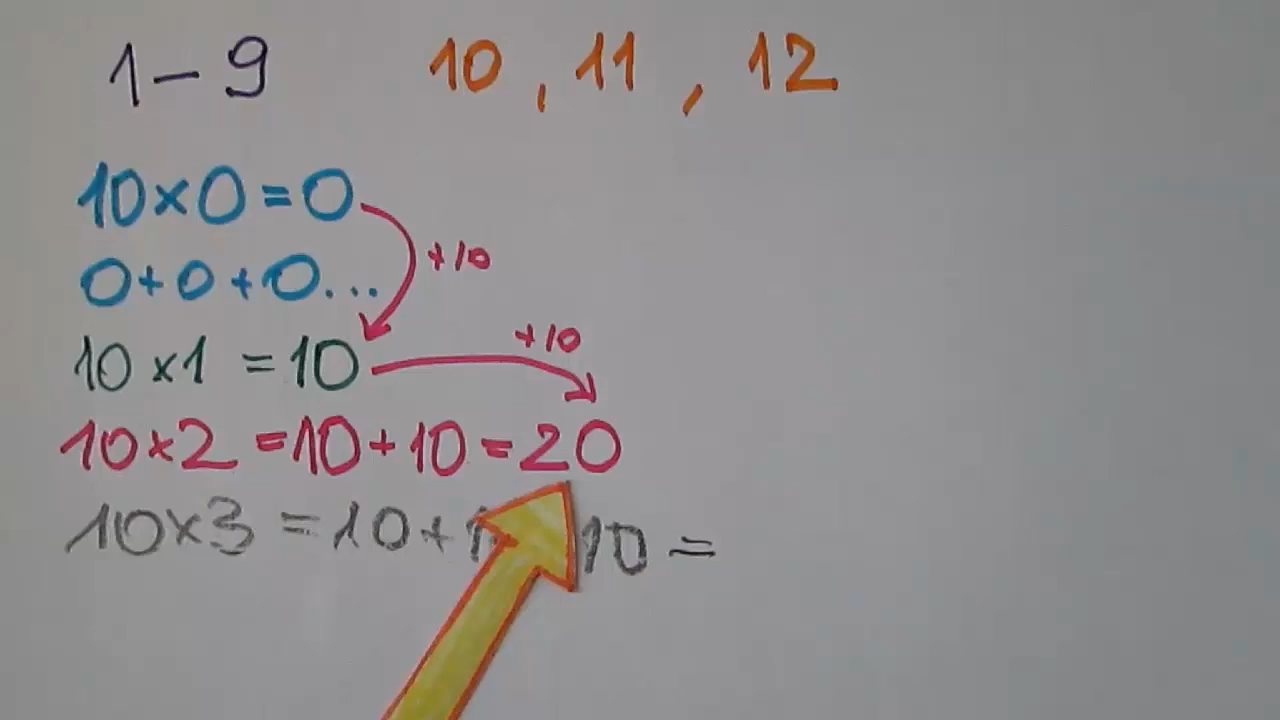 1 – 9 10 , 11 , 12
10 x 0 = 0
+10
0 + 0 + 0 ...
+10
10 x 1 = 10
10 x 2 = 10 + 10 = 20
10 x 3 = 10 + 1 10 =